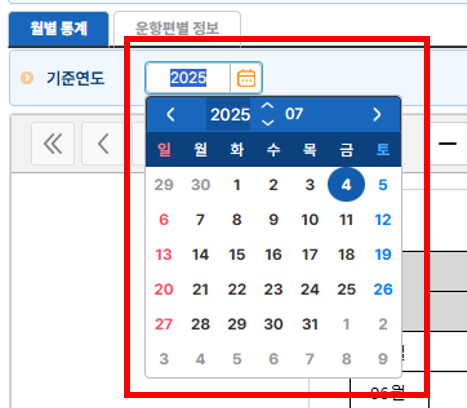 월별 통계
운항편별 정보
기준연도
2025
2025 07
일 월 화 수 목 금 토
29 30 1 2 3 4 5
6 7 8 9 10 11 12
13 14 15 16 17 18 19
20 21 22 23 24 25 26
27 28 29 30 31 1 2
3 4 5 6 7 8 9
06월